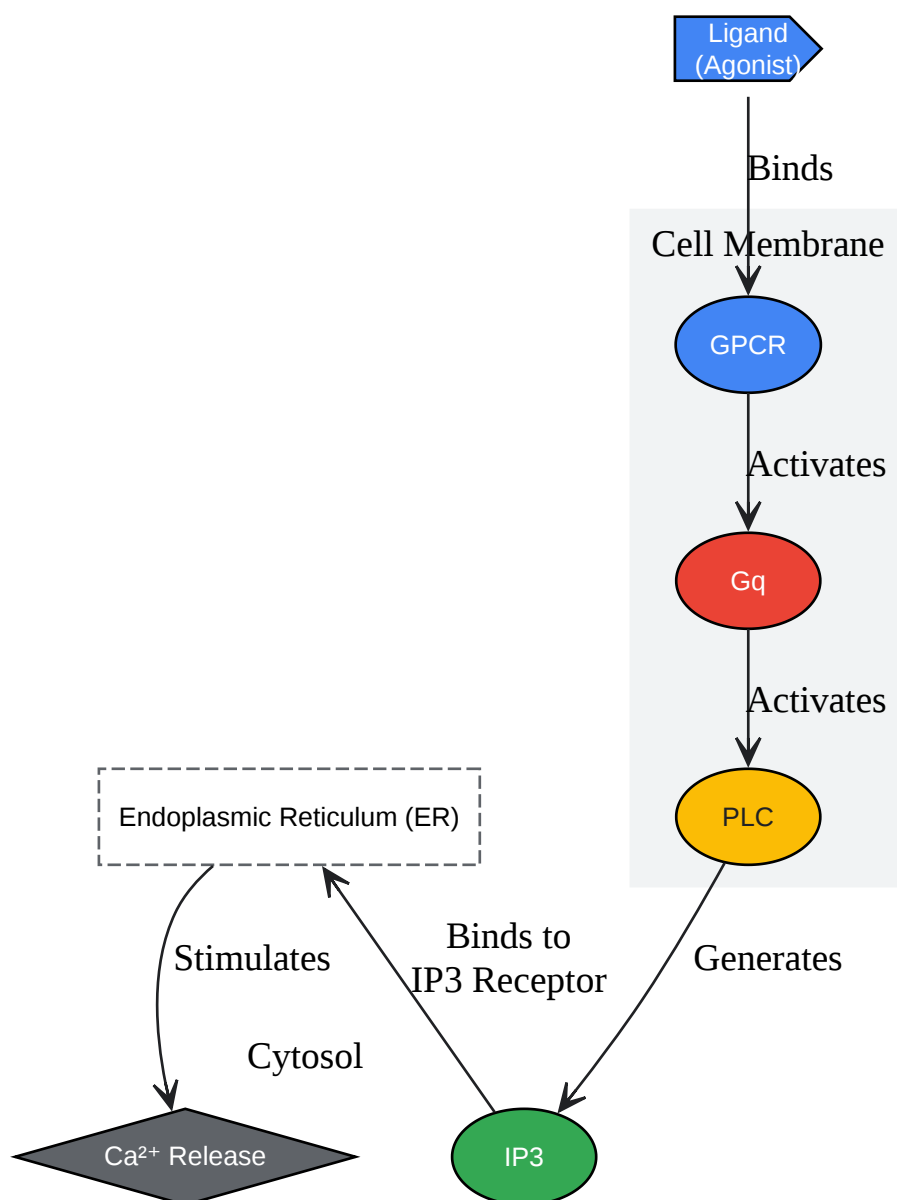 Ligand
(Agonist)
Binds
Cell Membrane
GPCR
Activates
Gq
Activates
Endoplasmic Reticulum (ER)
PLC
Binds to
IP3 Receptor
Stimulates
Generates
Cytosol
Ca²⁺ Release
IP3